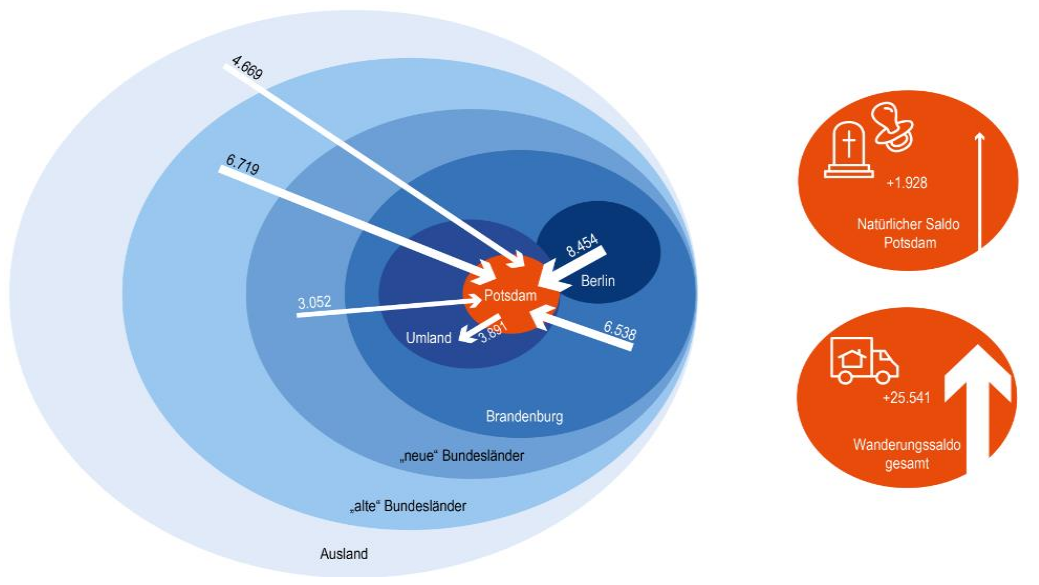 4.669
6.719
8.454
Berlin
Potsdam
3.052
6.538
3.891
Umland
Brandenburg
„neue“ Bundesländer
„alte“ Bundesländer
Ausland
+1.928
Natürlicher Saldo
Potsdam
+25.541
Wanderungssaldo
gesamt